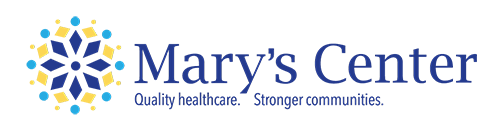 Mary's Center
Quality healthcare. Stronger communities.